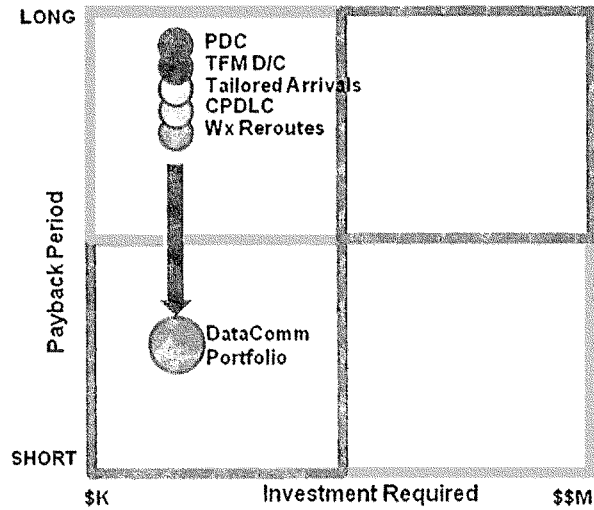 LONG
PDC
TFM D/C
Tailored Arrivals
CPDLC
Wx Reroutes
Payback Period
DataComm
Portfolio
SHORT
$K
Investment Required
$$M